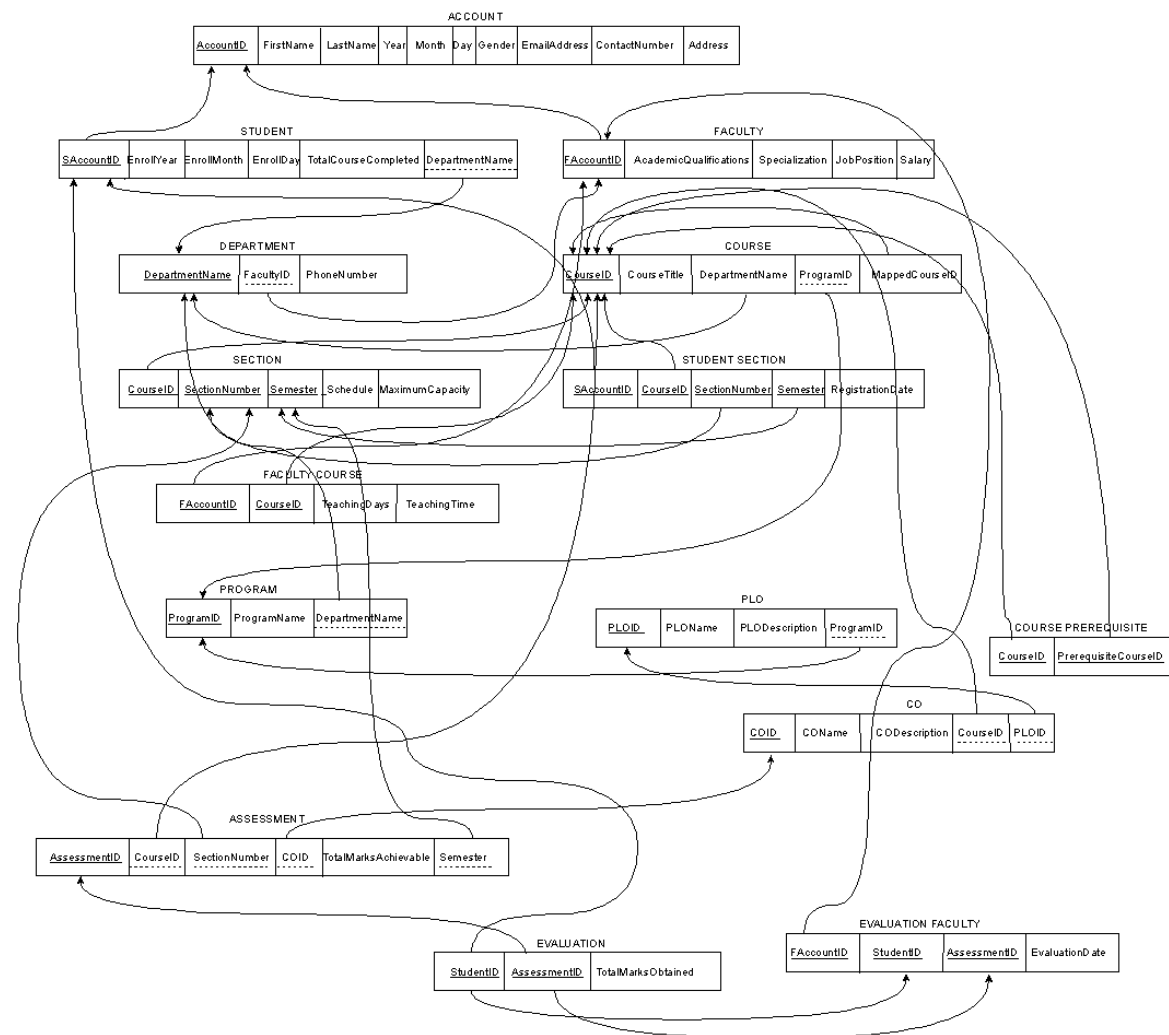 ACCOUNT
AccountID FirstName LastName Year Month Day Gender EmailAddress ContactNumber Address
STUDENT
SAccountID EnrollYear EnrollMonth EnrollDay TotalCourseCompleted DepartmentName
FACULTY
FAccountID AcademicQualifications Specialization JobPosition Salary
DEPARTMENT
DepartmentName FacultyID PhoneNumber
COURSE
CourseID CourseTitle DepartmentName ProgramID MappedCourseID
SECTION
CourseID SectionNumber Semester Schedule MaximumCapacity
STUDENT SECTION
SAccountID CourseID SectionNumber Semester RegistrationDate
FACULTY COURSE
FAccountID CourseID TeachingDays TeachingTime
PROGRAM
ProgramID ProgramName DepartmentName
PLO
PLOID PLOName PLODescription ProgramID
COURSE PREREQUISITE
CourseID PrerequisiteCourseID
CO
COID COName CODescription CourseID PLOID
ASSESSMENT
AssessmentID CourseID SectionNumber COID TotalMarksAchievable Semester
EVALUATION
StudentID AssessmentID TotalMarksObtained
EVALUATION FACULTY
FAccountID StudentID AssessmentID EvaluationDate